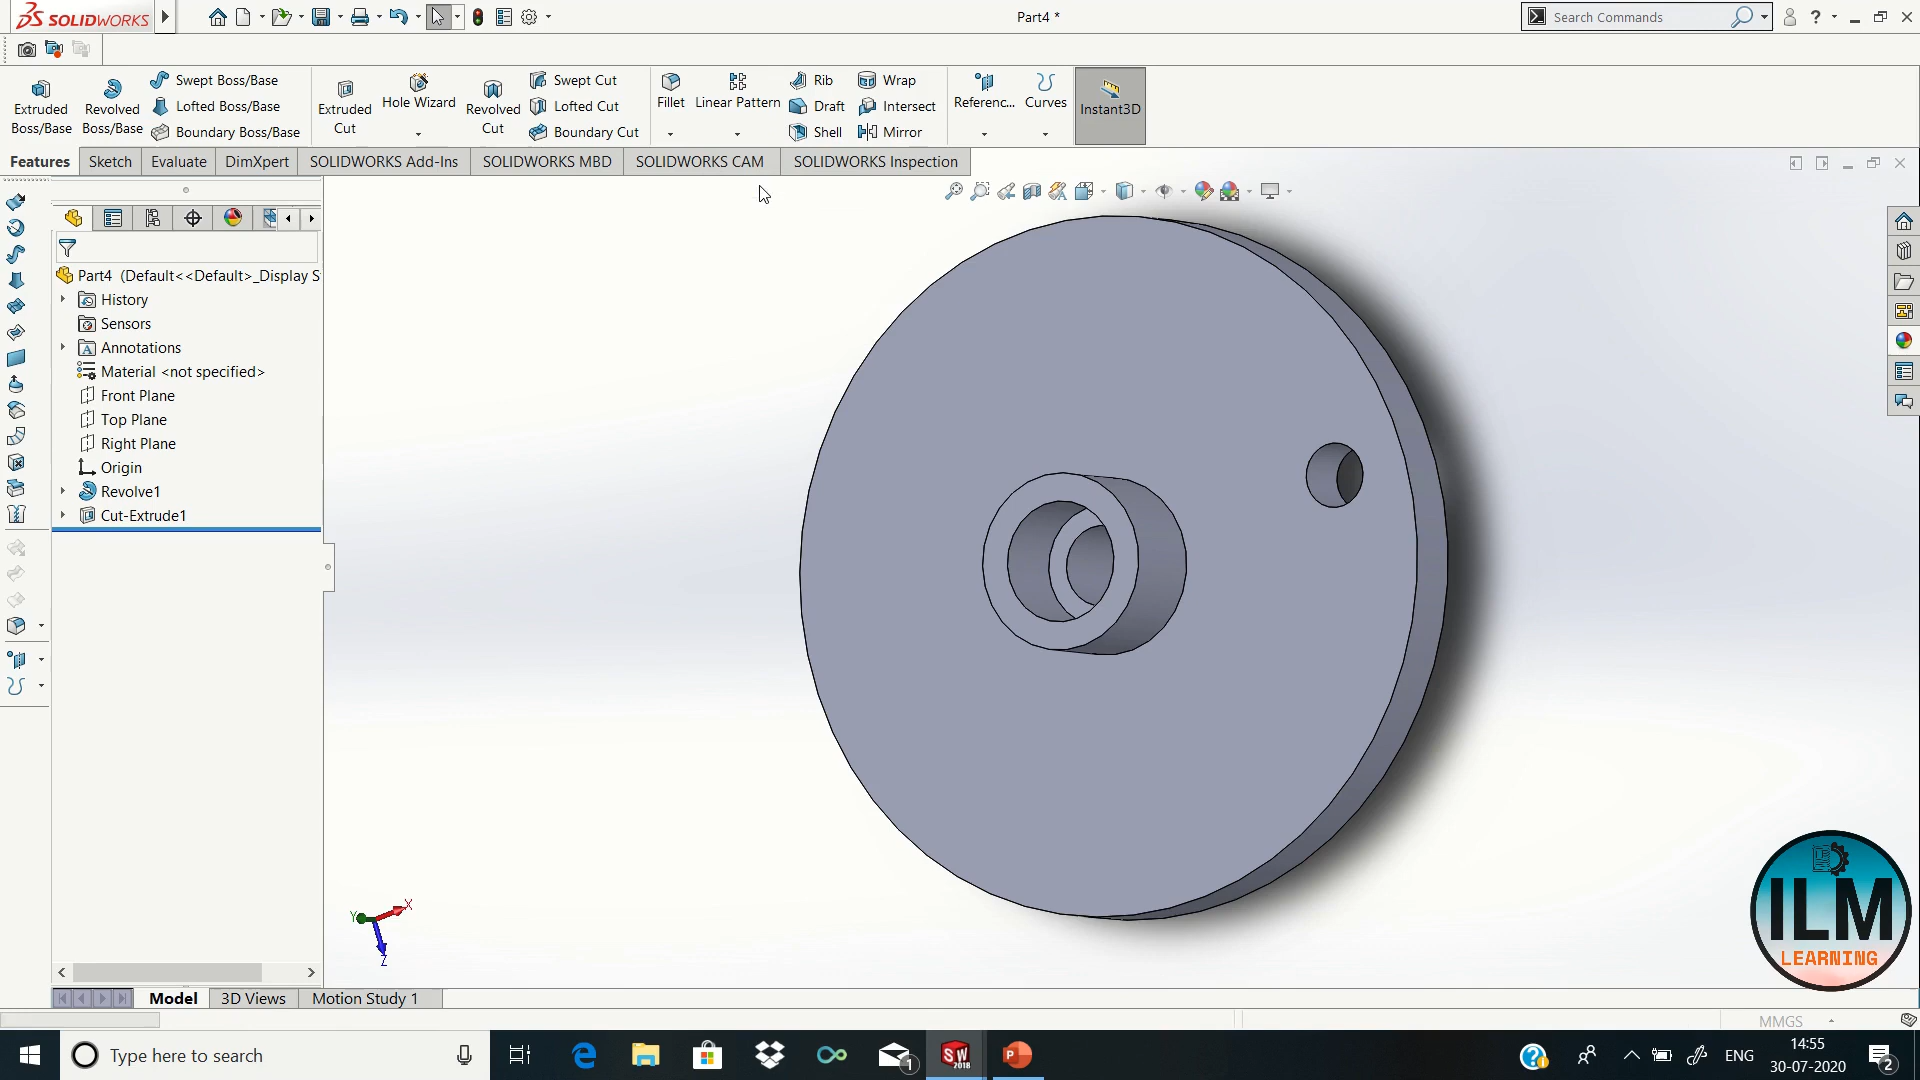 SOLIDWORKS
Part4 *
Search Commands
?
Extruded Boss/Base
Revolved Boss/Base
Swept Boss/Base
Lofted Boss/Base
Boundary Boss/Base
Extruded Cut
Hole Wizard
Revolved Cut
Swept Cut
Lofted Cut
Boundary Cut
Fillet
Linear Pattern
Rib
Draft
Shell
Wrap
Intersect
Mirror
Referenc...
Curves
Instant3D
Features
Sketch
Evaluate
DimXpert
SOLIDWORKS Add-Ins
SOLIDWORKS MBD
SOLIDWORKS CAM
SOLIDWORKS Inspection
Part4 (Default<<Default>_Display S
History
Sensors
Annotations
Material <not specified>
Front Plane
Top Plane
Right Plane
Origin
Revolve1
Cut-Extrude1
Y
X
Z
ILM
LEARNING
Model
3D Views
Motion Study 1
MMGS
Type here to search
1
SW
2018
P
ENG
14:55
30-07-2020
2